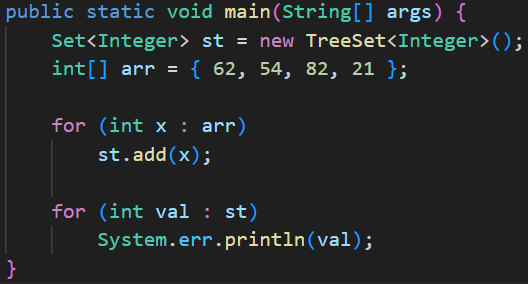 public static void main(String[] args) {
    Set<Integer> st = new TreeSet<Integer>();
    int[] arr = { 62, 54, 82, 21 };

    for (int x : arr)
        st.add(x);

    for (int val : st)
        System.err.println(val);
}